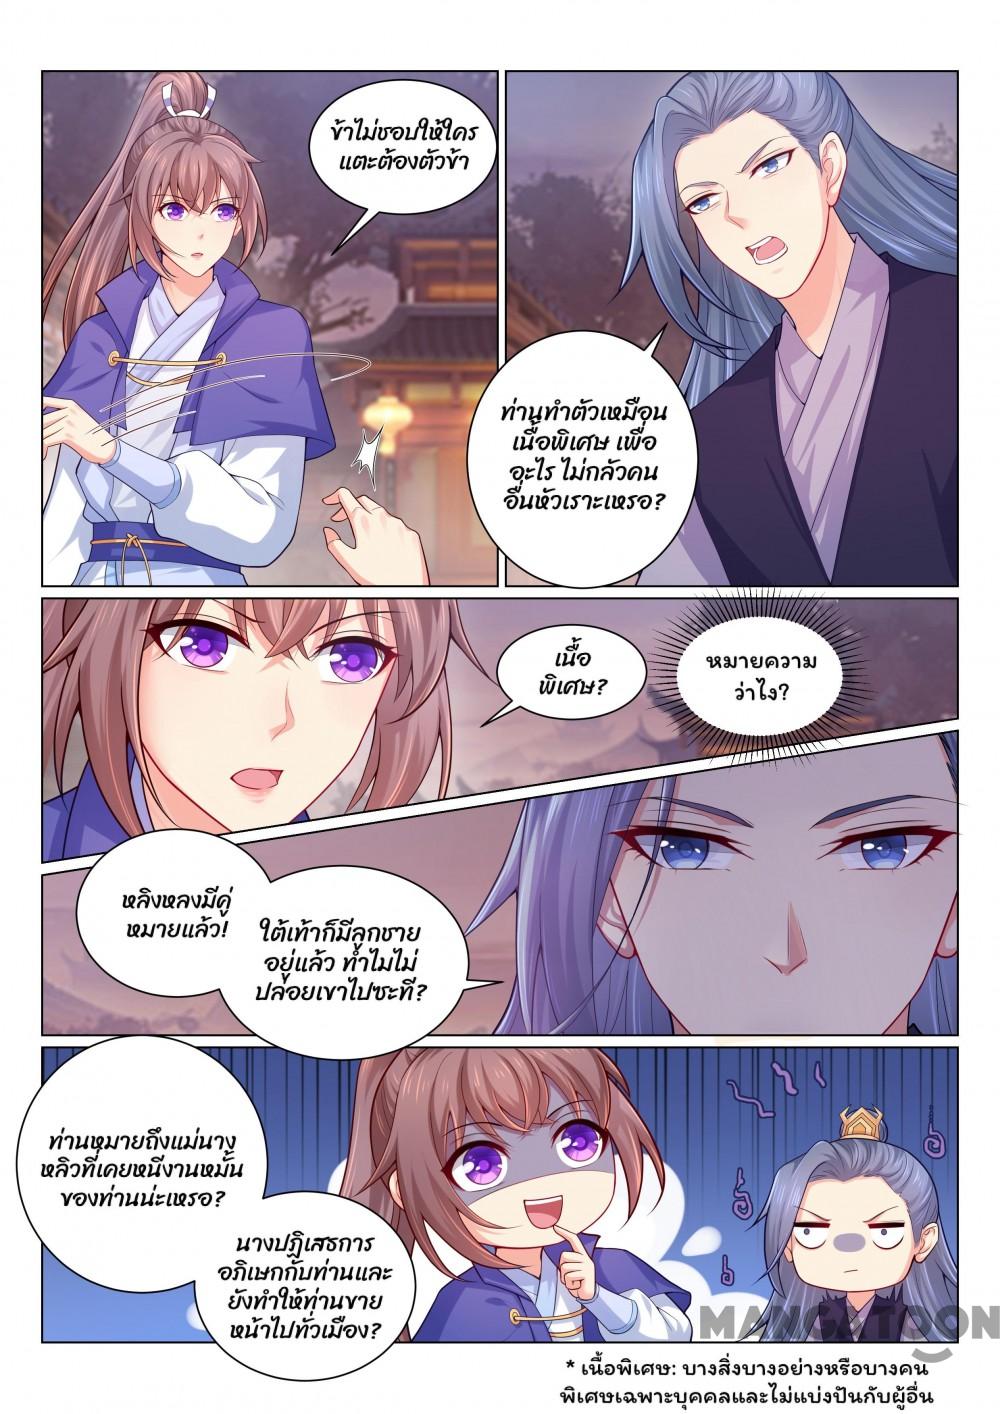 ข้าไม่ชอบให้ใคร
แตะต้องตัวข้า
ท่านทำตัวเหมือน
เนื้อพิเศษ เพื่อ
อะไร ไม่กลัวคน
อื่นหัวเราะเหรอ?
เนื้อ
พิเศษ?
หมายความ
ว่าไง?
หลิงหลงมีคู่
หมายแล้ว!
ใต้เท้าก็มีลูกชาย
อยู่แล้ว ทำไมไม่
ปล่อยเขาไปซะที?
ท่านหมายถึงแม่นาง
หลิวที่เคยหนีงานหมั้น
ของท่านน่ะเหรอ?
นางปฏิเสธการ
อภิเษกกับท่านและ
ยังทำให้ท่านขาย
หน้าไปทั่วเมือง?
MANGATOON
* เนื้อพิเศษ: บางสิ่งบางอย่างหรือบางคน
พิเศษเฉพาะบุคคลและไม่แบ่งปันกับผู้อื่น